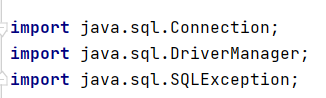 import java.sql.Connection;
import java.sql.DriverManager;
import java.sql.SQLException;